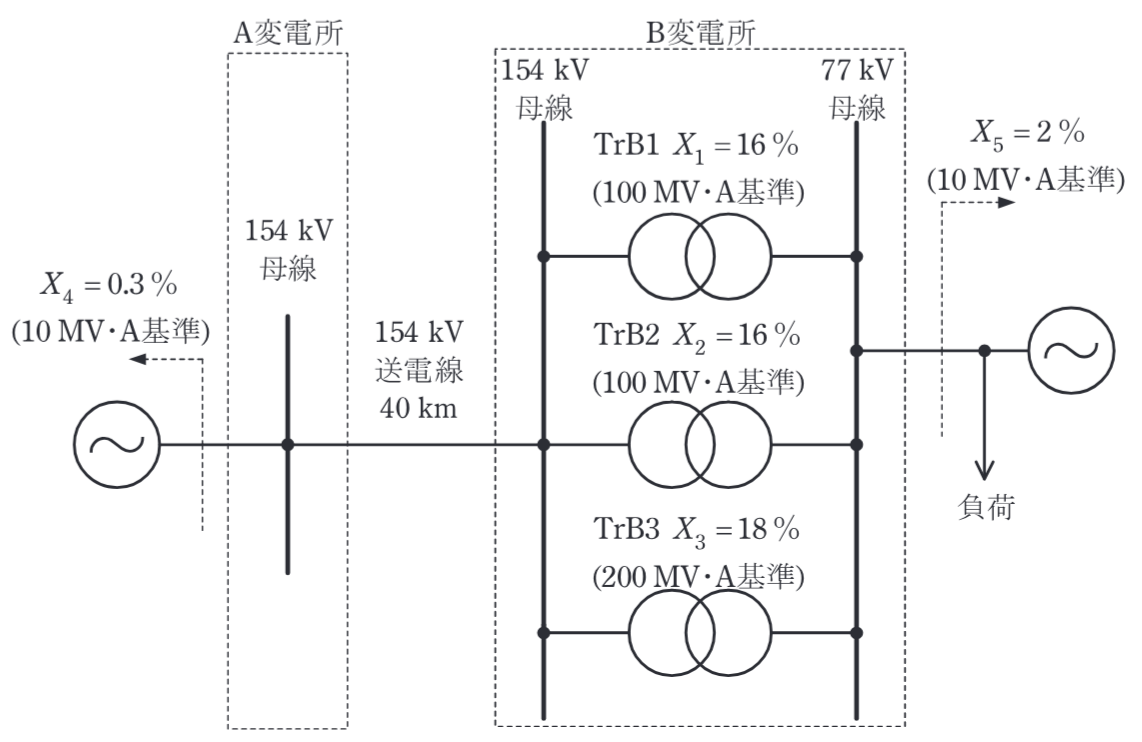 A変電所
B変電所
154 kV
母線
77 kV
母線
TrB1 X₁ = 16 %
(100 MV·A基準)
X₅ = 2 %
(10 MV·A基準)
154 kV
母線
X₄ = 0.3 %
(10 MV·A基準)
154 kV
送電線
40 km
TrB2 X₂ = 16 %
(100 MV·A基準)
TrB3 X₃ = 18 %
(200 MV·A基準)
負荷